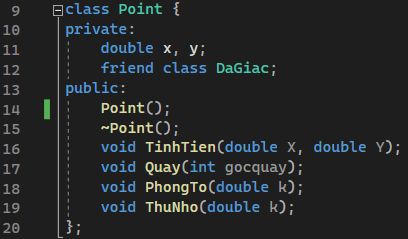 9 class Point {
10 private:
11 double x, y;
12 friend class DaGiac;
13 public:
14 Point();
15 ~Point();
16 void TinhTien(double X, double Y);
17 void Quay(int gocquay);
18 void PhongTo(double k);
19 void ThuNho(double k);
20 };